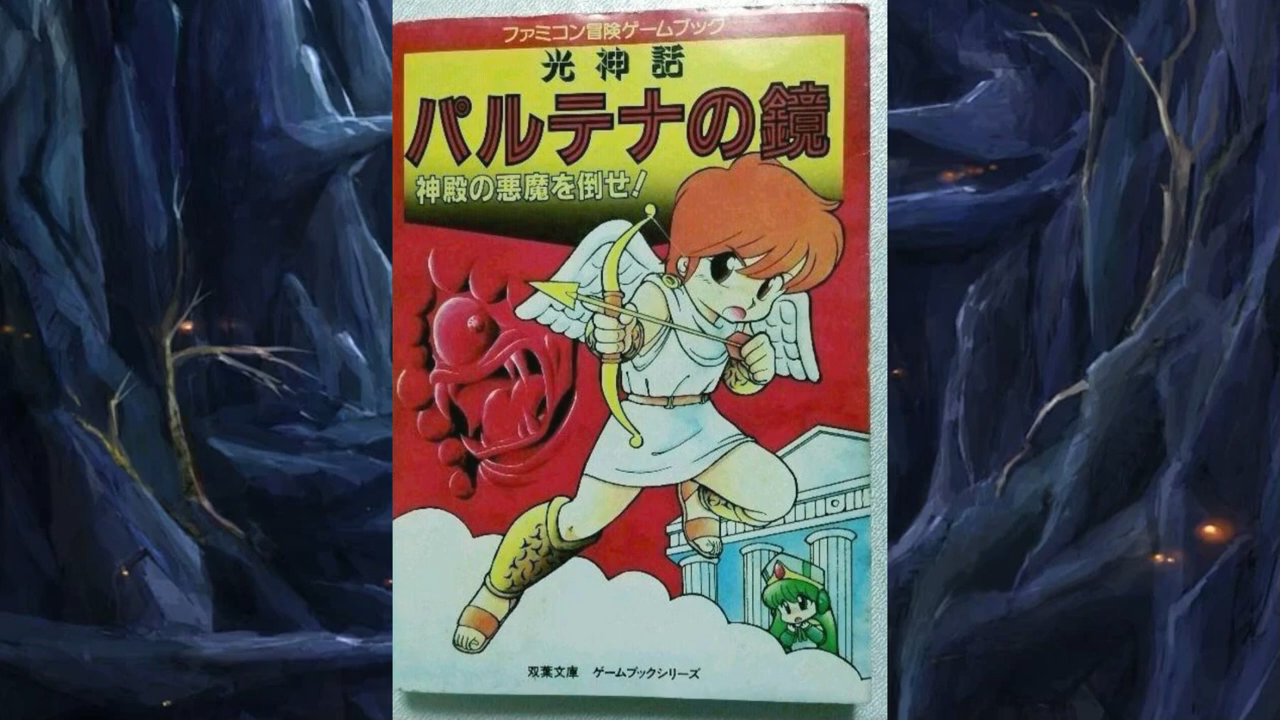 ファミコン冒険ゲームブック
光神話
パルテナの鏡
神殿の悪魔を倒せ!
双葉文庫 ゲームブックシリーズ